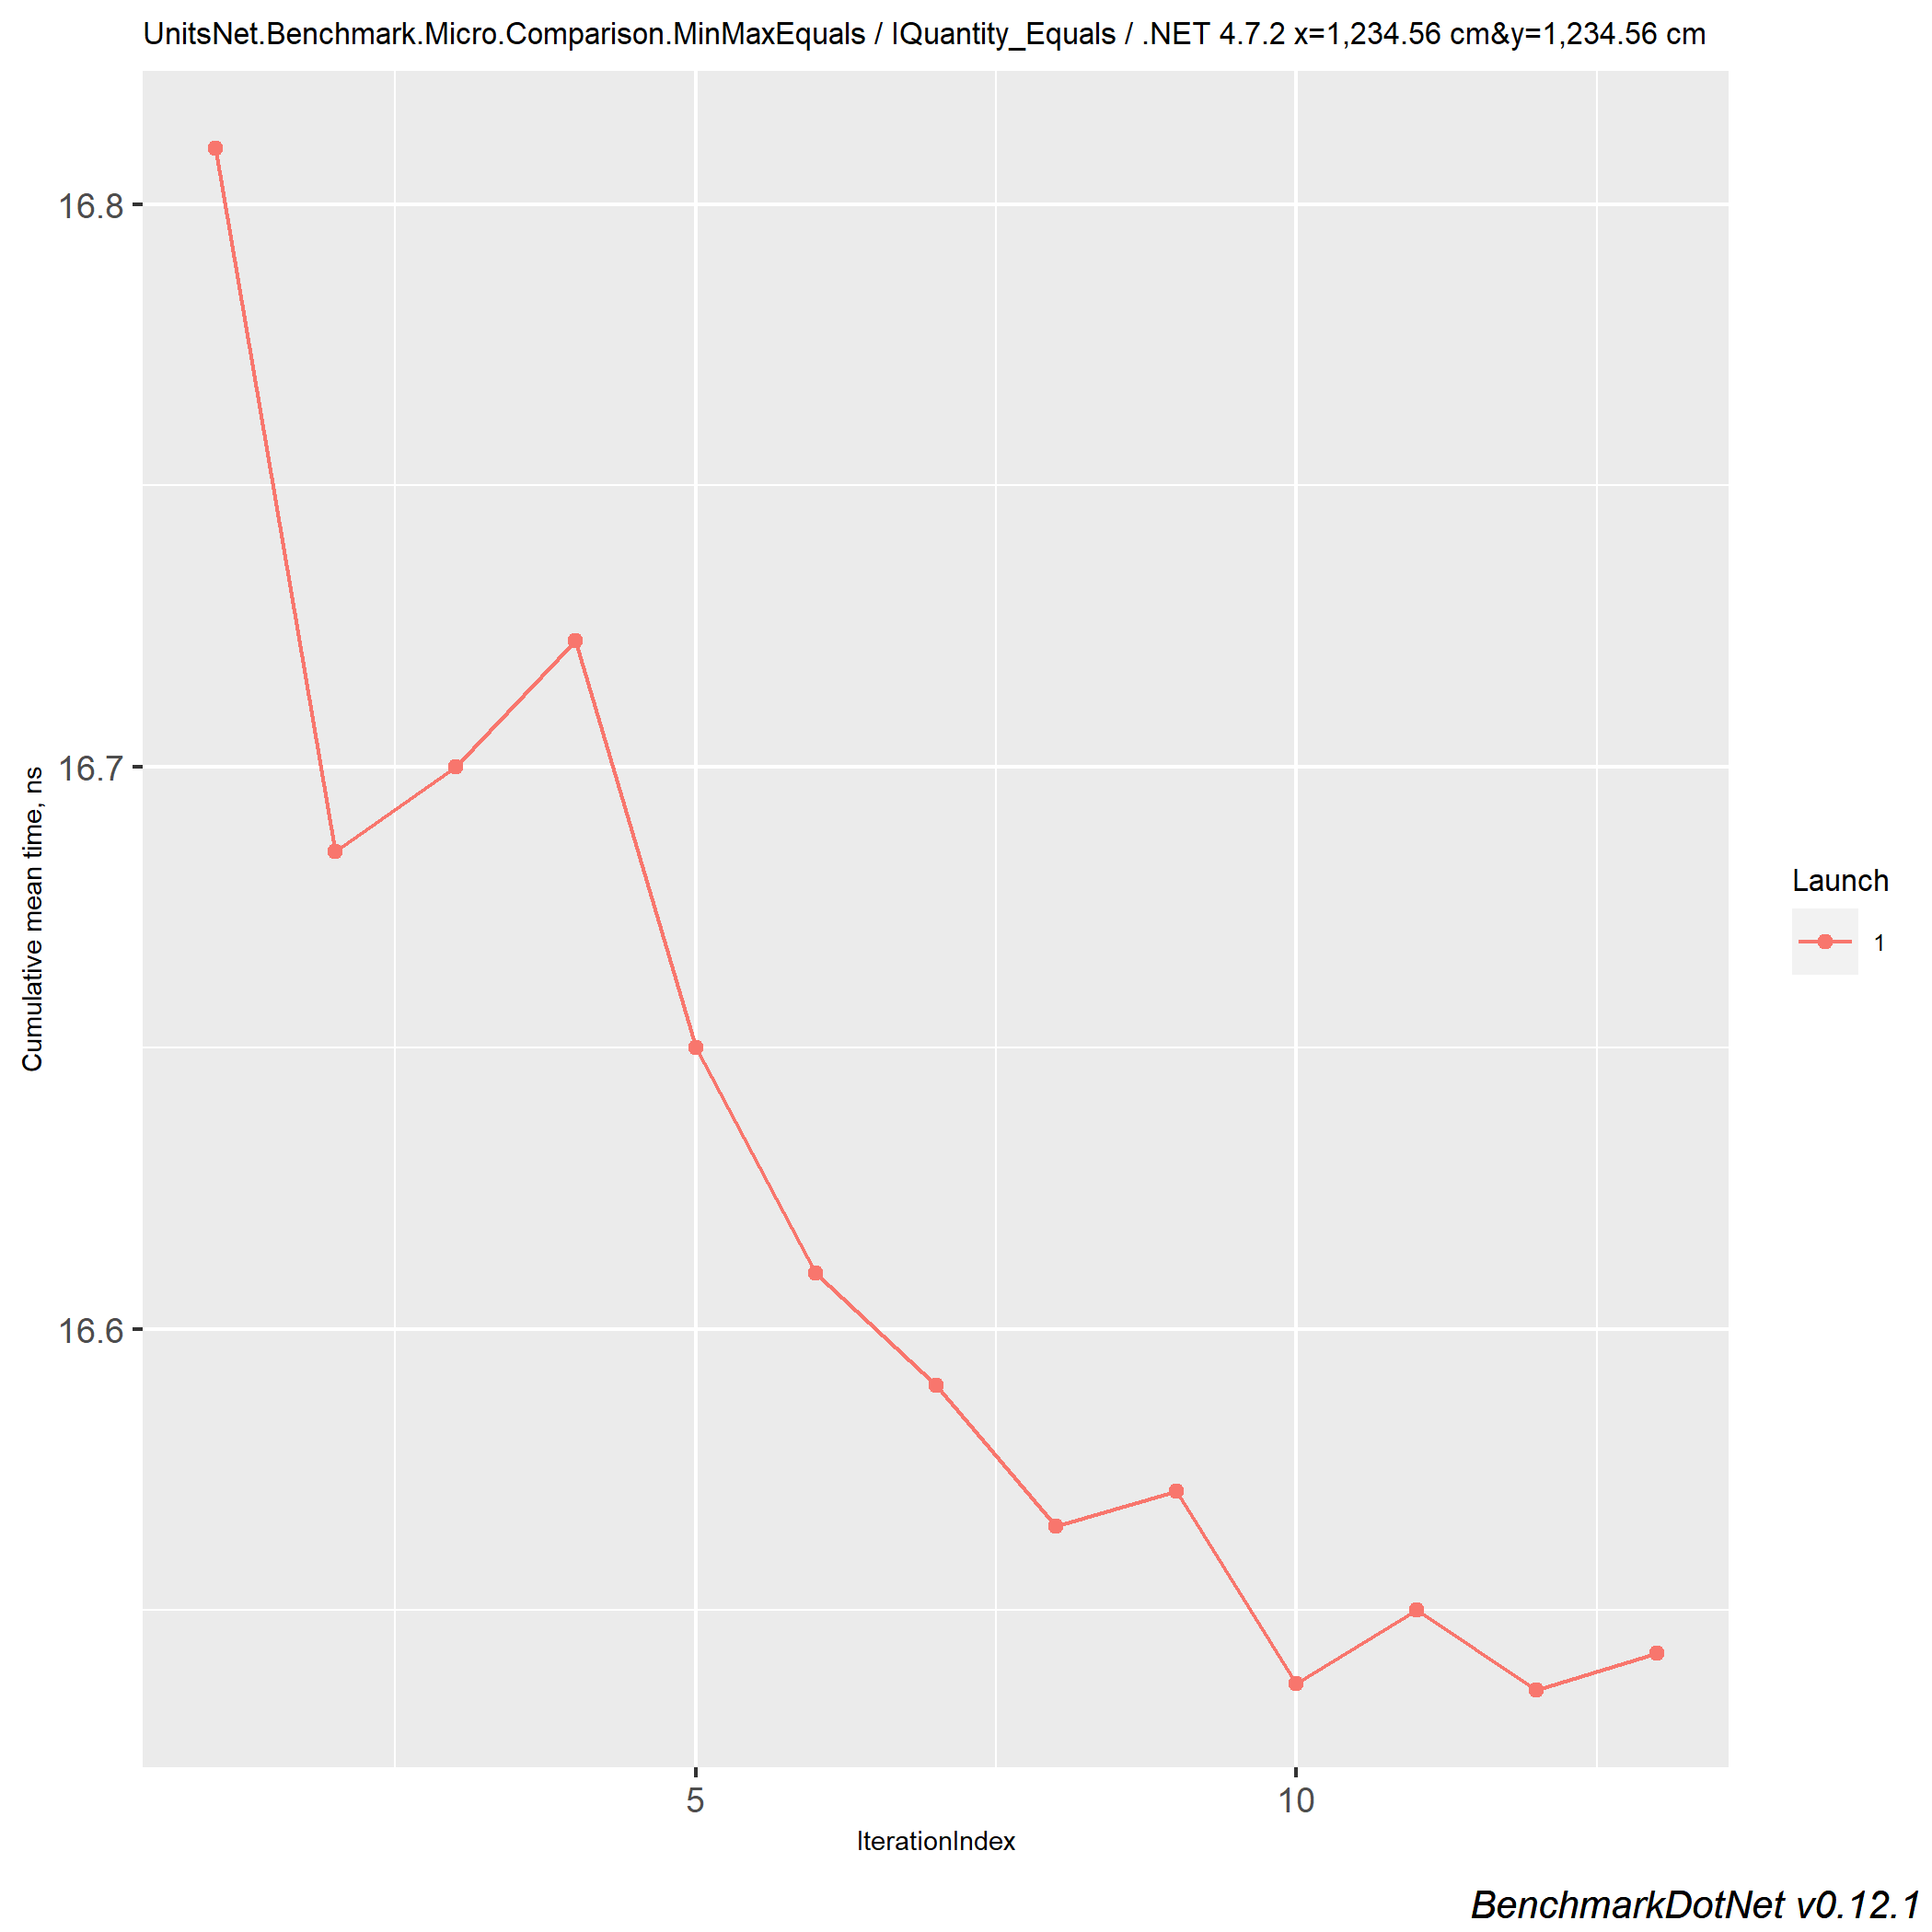 UnitsNet.Benchmark.Micro.Comparison.MinMaxEquals / IQuantity_Equals / .NET 4.7.2 x=1,234.56 cm&y=1,234.56 cm
16.8
16.7
16.6
Cumulative mean time, ns
5
10
IterationIndex
Launch
1
BenchmarkDotNet v0.12.1